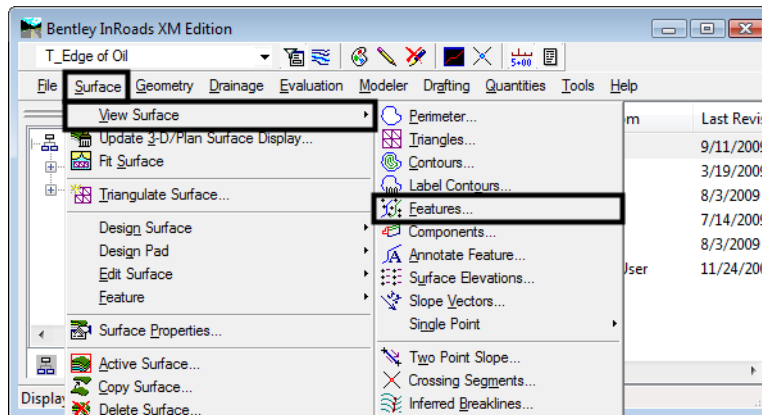 Bentley InRoads XM Edition
T_Edge of Oil
5+00
File Surface Geometry Drainage Evaluation Modeler Drafting Quantities Tools Help
View Surface
Update 3-D/Plan Surface Display...
Fit Surface
Triangulate Surface...
Design Surface
Design Pad
Edit Surface
Feature
Surface Properties...
Active Surface...
Copy Surface...
Delete Surface...
Perimeter...
Triangles...
Contours...
Label Contours...
Features...
Components...
Annotate Feature...
Surface Elevations...
Slope Vectors...
Single Point
Two Point Slope...
Crossing Segments...
Inferred Breaklines...
Last Revis
9/11/2009
3/19/2009
8/3/2009
7/14/2009
8/3/2009
11/24/200
Display